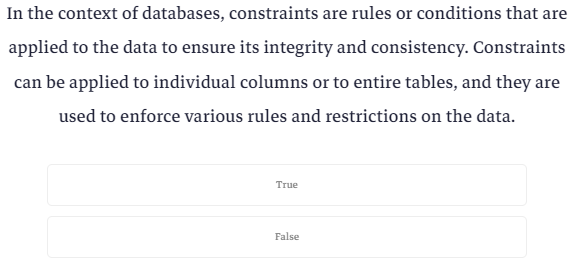 In the context of databases, constraints are rules or conditions that are
applied to the data to ensure its integrity and consistency. Constraints
can be applied to individual columns or to entire tables, and they are
used to enforce various rules and restrictions on the data.
True
False